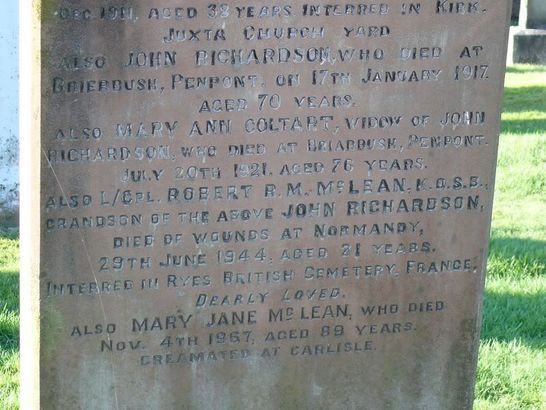 DEC 1911, AGED 38 YEARS INTERRED IN KIRK.
JUXTA CHURCH YARD
ALSO JOHN RICHARDSON, WHO DIED AT
BRIERBUSH, PENPONT, ON 17TH JANUARY 1917.
AGED 70 YEARS.
ALSO MARY ANN COLTART, WIDOW OF JOHN
RICHARDSON, WHO DIED AT BRIARBUSH, PENPONT.
JULY 20TH 1921, AGED 76 YEARS.
ALSO L/CPL. ROBERT R.M. McLEAN, K.O.S.B.,
GRANDSON OF THE ABOVE JOHN RICHARDSON,
DIED OF WOUNDS AT NORMANDY,
29TH JUNE 1944, AGED 21 YEARS.
INTERRED IN RYES BRITISH CEMETERY, FRANCE.
DEARLY LOVED.
ALSO MARY JANE McLEAN, WHO DIED
NOV. 4TH 1967, AGED 89 YEARS.
CREAMATED AT CARLISLE.